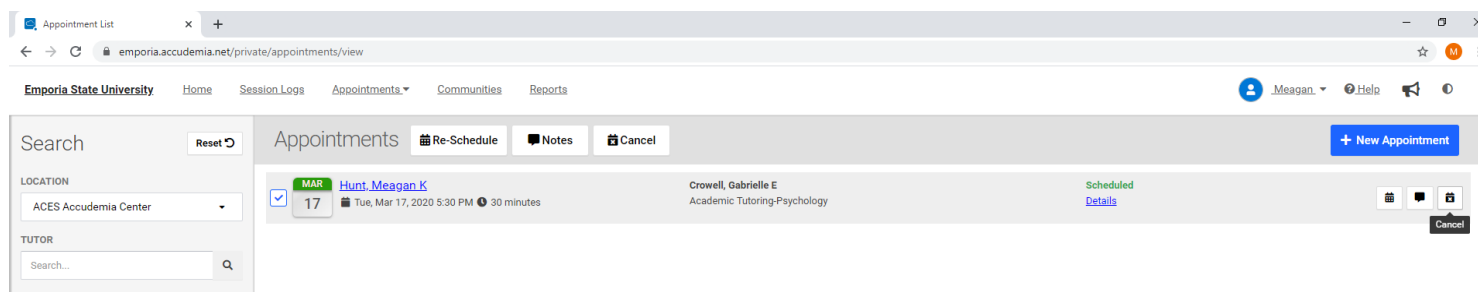 Appointment List
emporia.accudemia.net/private/appointments/view
M
Emporia State University Home Session Logs Appointments Communities Reports Meagan Help
Search Reset
Appointments Re-Schedule Notes Cancel + New Appointment
LOCATION
ACES Accudemia Center
TUTOR
Search...
MAR
17
Hunt, Meagan K
Tue, Mar 17, 2020 5:30 PM 30 minutes
Crowell, Gabrielle E
Academic Tutoring-Psychology
Scheduled
Details
Cancel